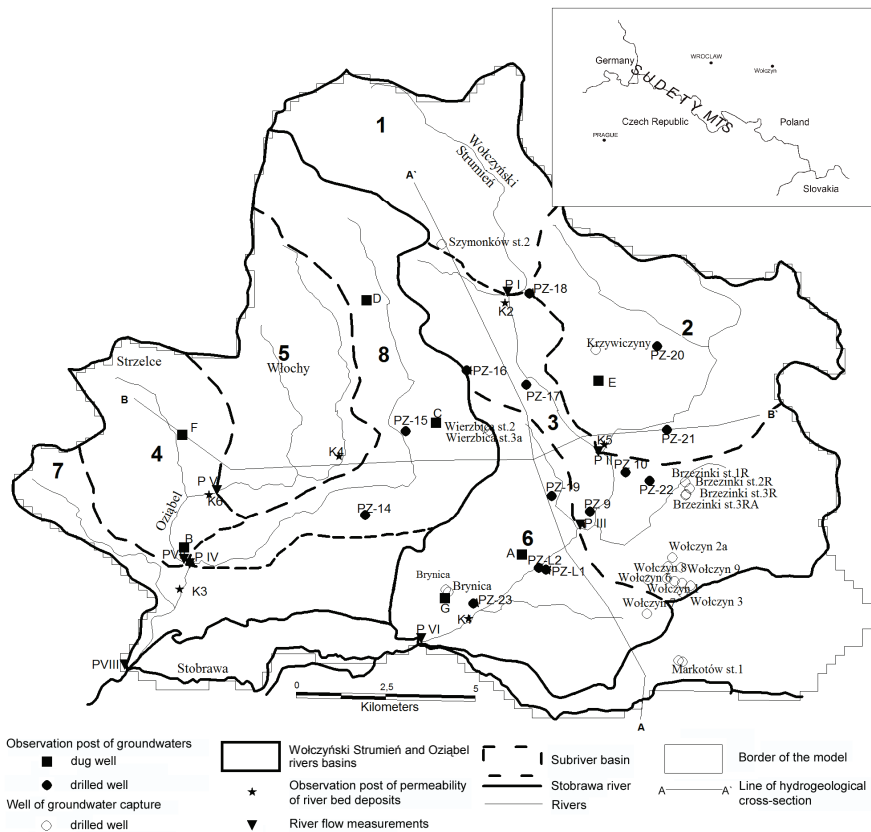 Germany
WROCLAW
Wołczyn
SUDETY MTS
Czech Republic
Poland
PRAGUE
Slovakia
1
Wołczyński
Strumień
A`
Szymonków st.2
P I
PZ-18
K2
D
2
Krzywiczyny
PZ-20
5
8
Strzelce
Włochy
PZ-16
E
PZ-17
B
C
3
B`
F
PZ-15
Wierzbica st.2
Wierzbica st.3a
K5
PZ-21
7
4
K4
P II
PZ-10
Brzezinki st.1R
Brzezinki st.2R
Brzezinki st.3R
Brzezinki st.3RA
P V
PZ-22
K6
PZ-19
Oziąbel
PZ-14
PZ 9
P III
B
6
PV
P IV
A
PZ-L2
PZ-L1
Wołczyn 2a
Wołczyn 8
Wołczyn 9
Wołczyn 6
Wołczyn 1
Wołczyn 7
Wołczyn 3
K3
Brynica
Brynica
G
PZ-23
P VI
PVIII
Stobrawa
Markotów st.1
0
2,5
5
Kilometers
A
Observation post of groundwaters
dug well
drilled well
Well of groundwater capture
drilled well
Wołczyński Strumień and Oziąbel
rivers basins
Observation post of permeability
of river bed deposits
River flow measurements
Subriver basin
Stobrawa river
Rivers
Border of the model
A
A`
Line of hydrogeological
cross-section